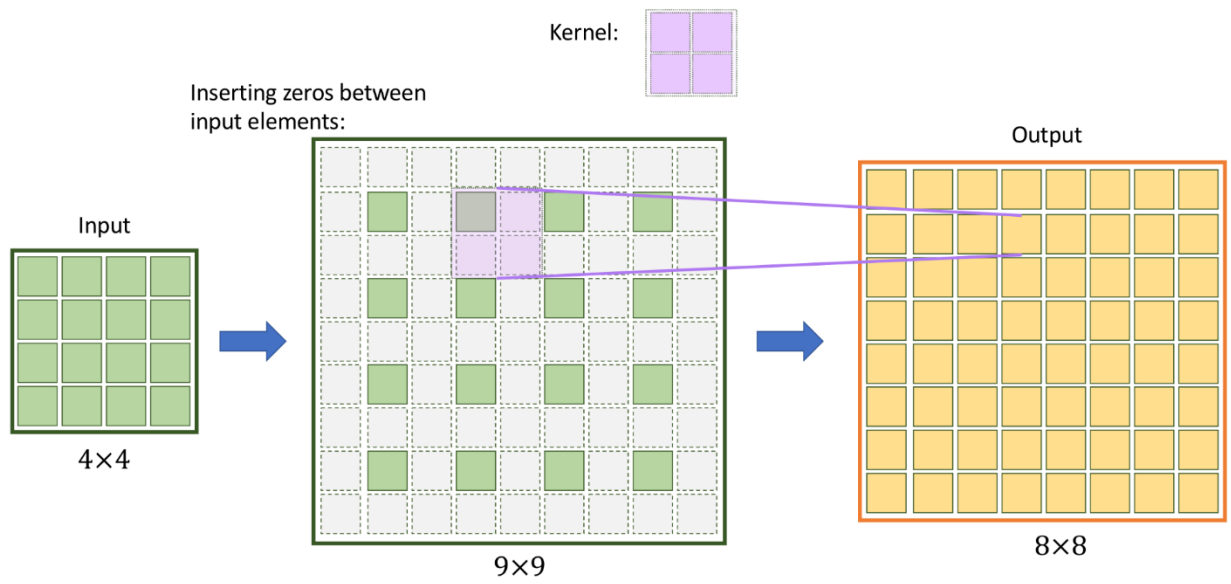 Kernel:
Inserting zeros between
input elements:
Output
Input
4×4
9×9
8×8